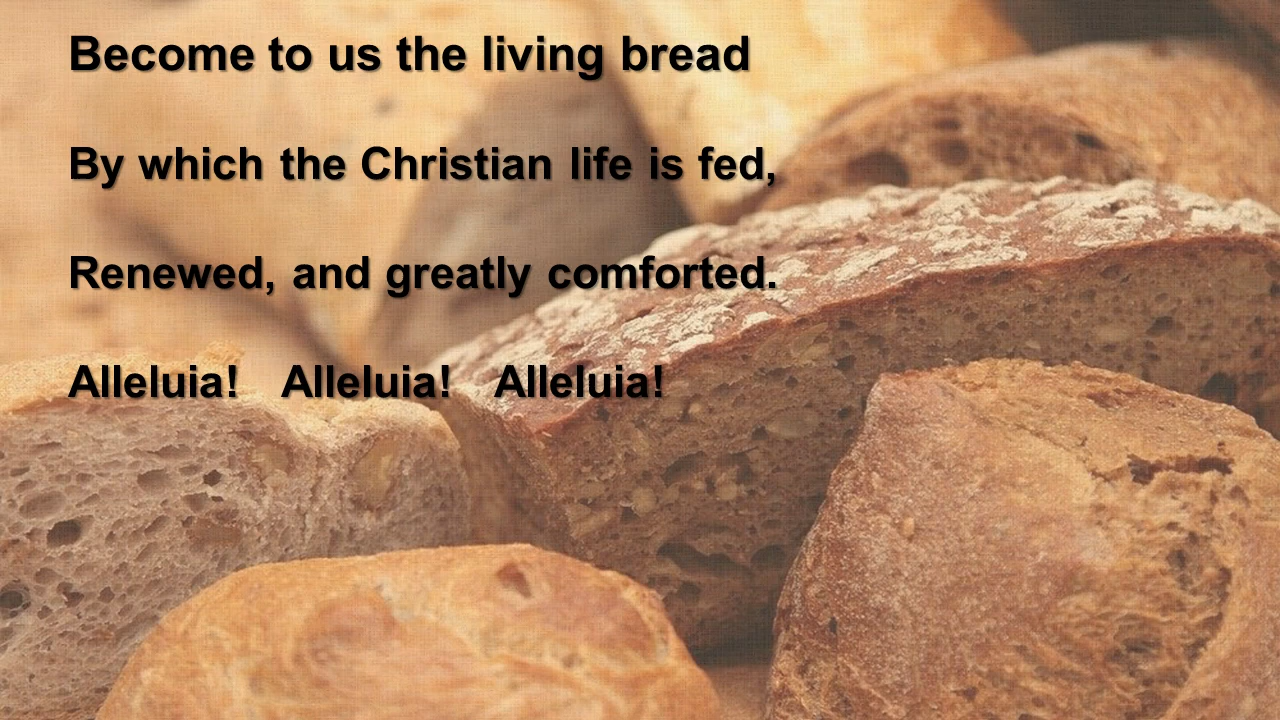 Become to us the living bread
By which the Christian life is fed,
Renewed, and greatly comforted.
Alleluia! Alleluia! Alleluia!